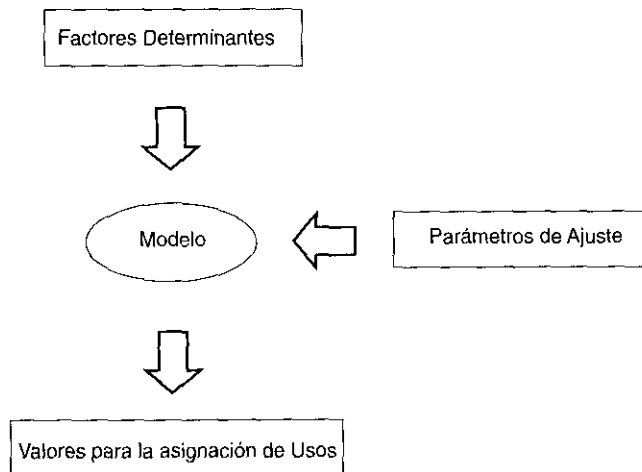 Factores Determinantes
Modelo
Parámetros de Ajuste
Valores para la asignación de Usos